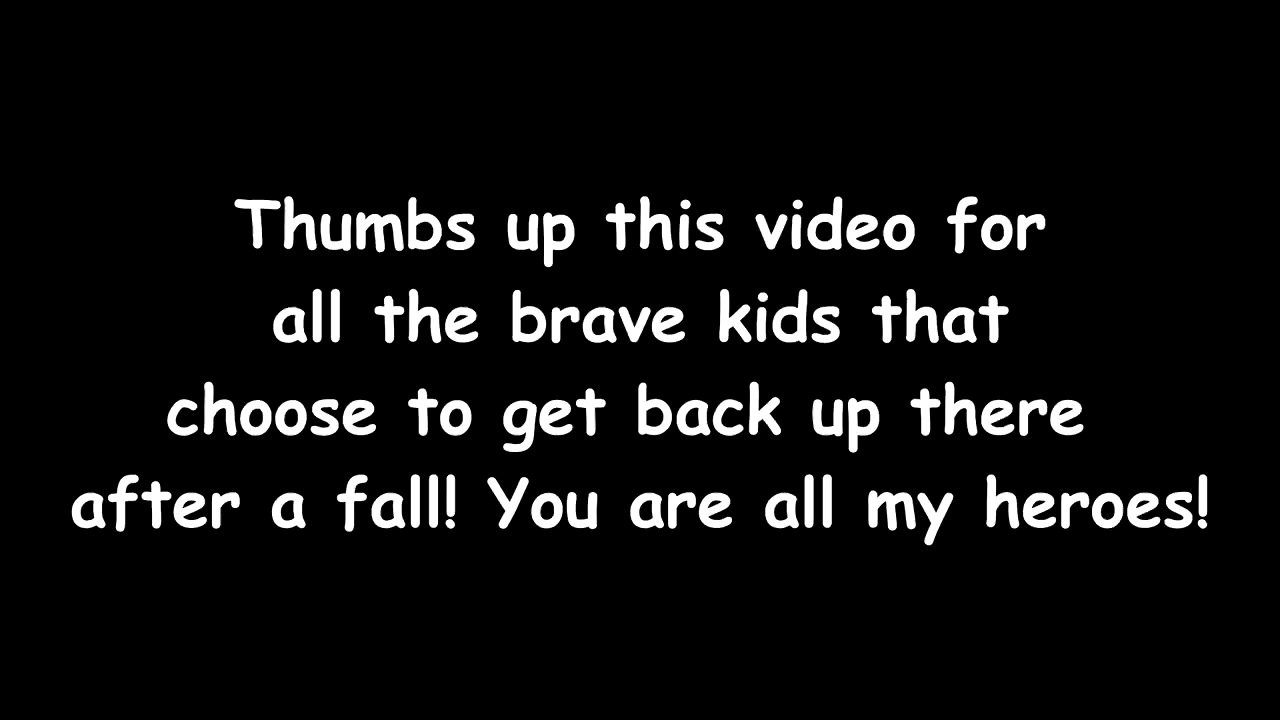 Thumbs up this video for
all the brave kids that
choose to get back up there
after a fall! You are all my heroes!